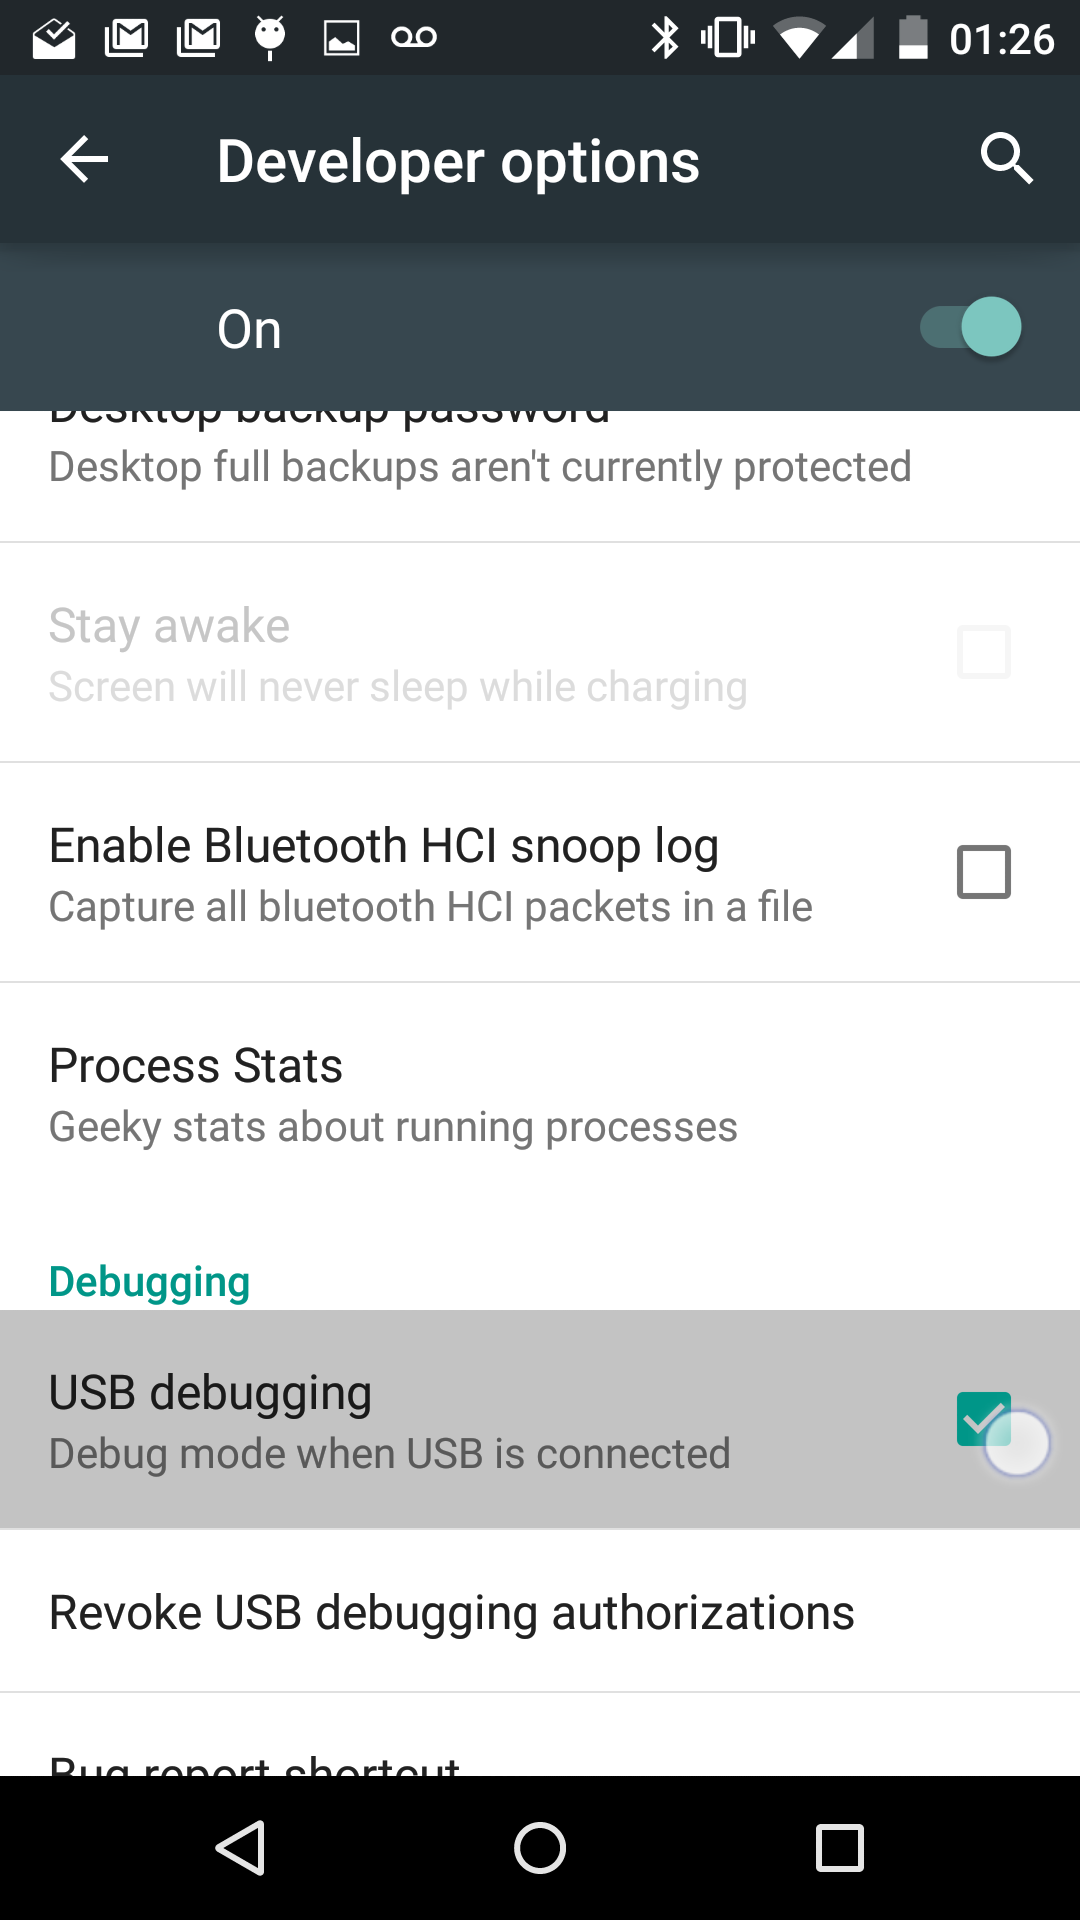 01:26
Developer options
On
Desktop backup password
Desktop full backups aren't currently protected
Stay awake
Screen will never sleep while charging
Enable Bluetooth HCI snoop log
Capture all bluetooth HCI packets in a file
Process Stats
Geeky stats about running processes
Debugging
USB debugging
Debug mode when USB is connected
Revoke USB debugging authorizations
Bug report shortcut